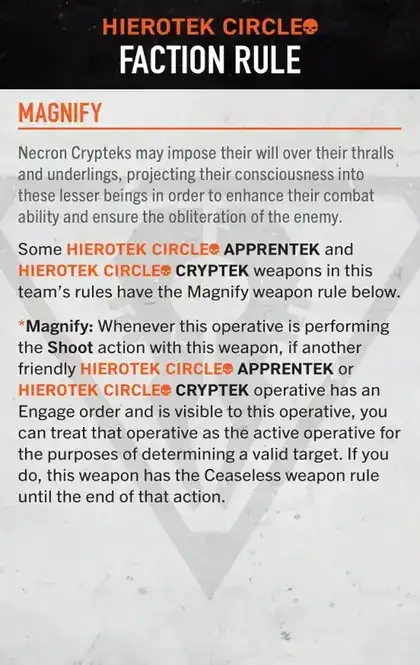 HIEROTEK CIRCLE
FACTION RULE
MAGNIFY
Necron Crypteks may impose their will over their thralls
and underlings, projecting their consciousness into
these lesser beings in order to enhance their combat
ability and ensure the obliteration of the enemy.
Some HIEROTEK CIRCLE APPRENTEK and
HIEROTEK CIRCLE CRYPTEK weapons in this
team's rules have the Magnify weapon rule below.
*Magnify: Whenever this operative is performing
the Shoot action with this weapon, if another
friendly HIEROTEK CIRCLE APPRENTEK or
HIEROTEK CIRCLE CRYPTEK operative has an
Engage order and is visible to this operative, you
can treat that operative as the active operative for
the purposes of determining a valid target. If you
do, this weapon has the Ceaseless weapon rule
until the end of that action.